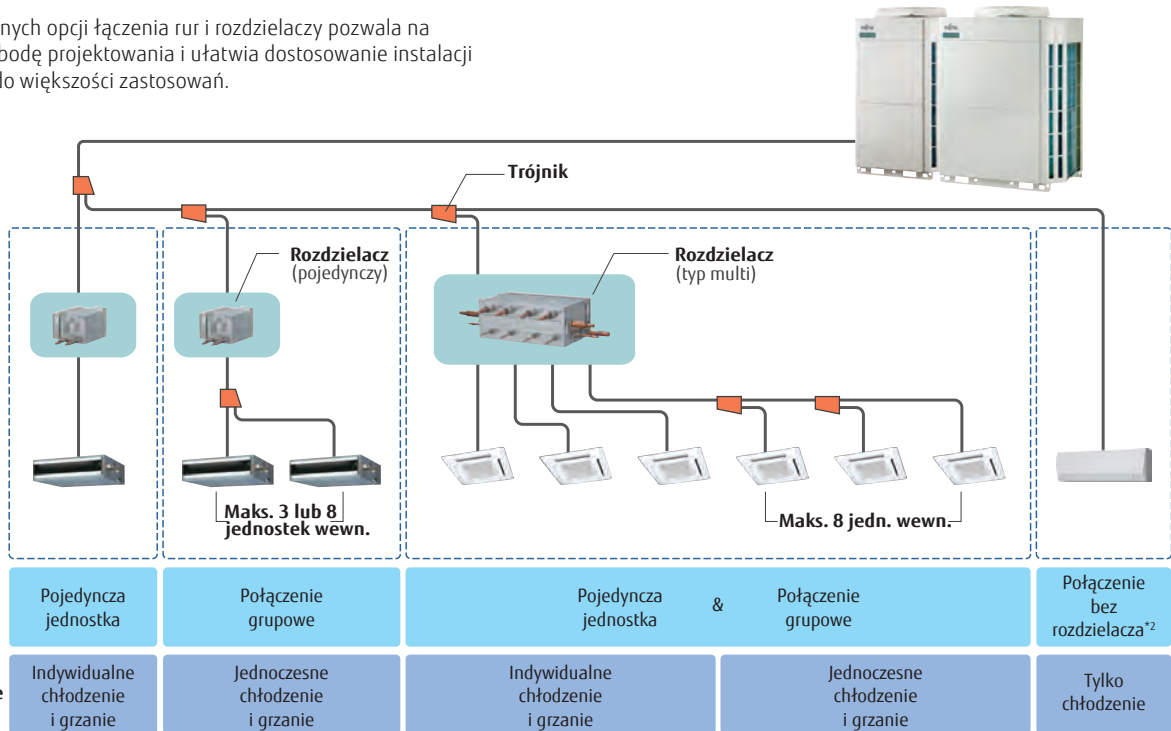 nych opcji łączenia rur i rozdzielaczy pozwala na
bodę projektowania i ułatwia dostosowanie instalacji
do większości zastosowań.
Trójnik
Rozdzielacz
(pojedynczy)
Rozdzielacz
(typ multi)
Maks. 3 lub 8
jednostek wewn.
Maks. 8 jedn. wewn.
Pojedyncza
jednostka
Połączenie
grupowe
Pojedyncza
jednostka
&
Połączenie
grupowe
Połączenie
bez
rozdzielacza*2
e
Indywidualne
chłodzenie
i grzanie
Jednoczesne
chłodzenie
i grzanie
Indywidualne
chłodzenie
i grzanie
Jednoczesne
chłodzenie
i grzanie
Tylko
chłodzenie